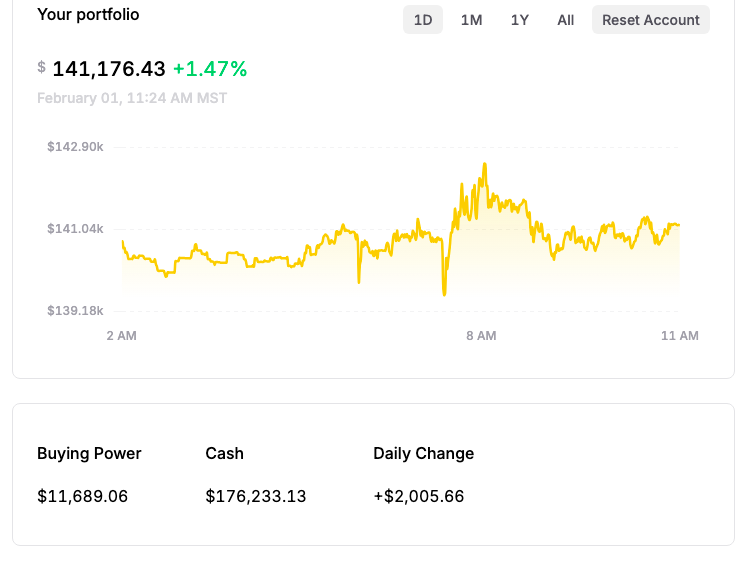 Your portfolio 1D 1M 1Y All Reset Account
$ 141,176.43 +1.47%
February 01, 11:24 AM MST
$142.90k
$141.04k
$139.18k
2 AM 8 AM 11 AM
Buying Power Cash Daily Change
$11,689.06 $176,233.13 +$2,005.66